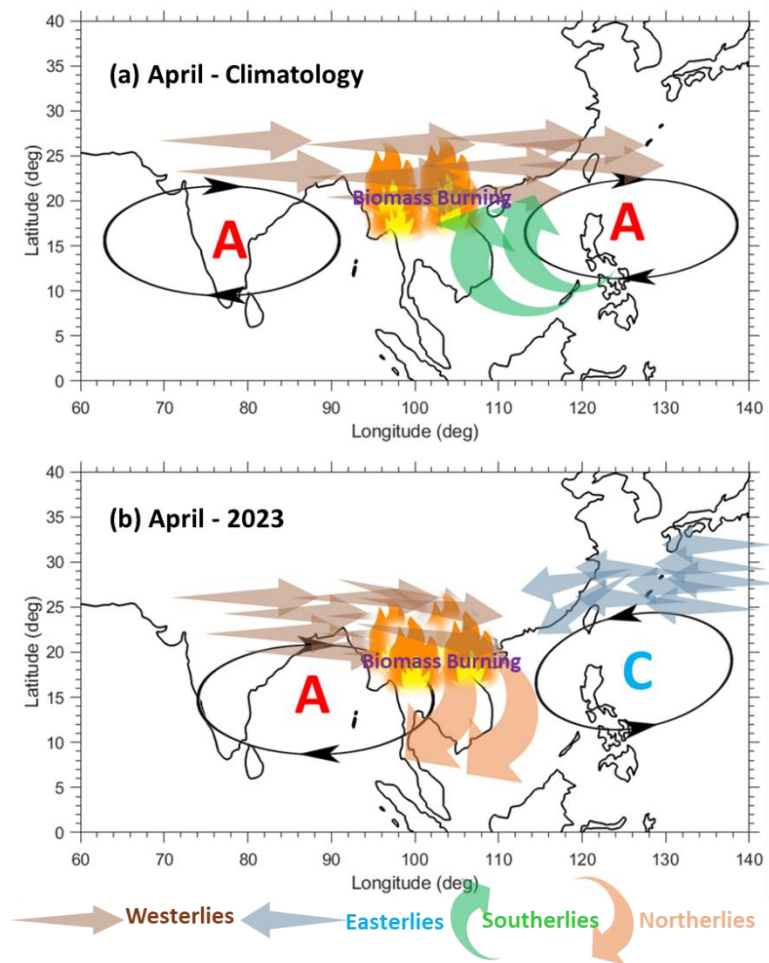 40
(a) April - Climatology
35
30
25
20
15
10
5
0
Latitude (deg)
Biomass Burning
A
A
60 70 80 90 100 110 120 130 140
Longitude (deg)
40
(b) April - 2023
35
30
25
20
15
10
5
0
Latitude (deg)
Biomass Burning
A
C
60 70 80 90 100 110 120 130 140
Longitude (deg)
Westerlies Easterlies Southerlies Northerlies